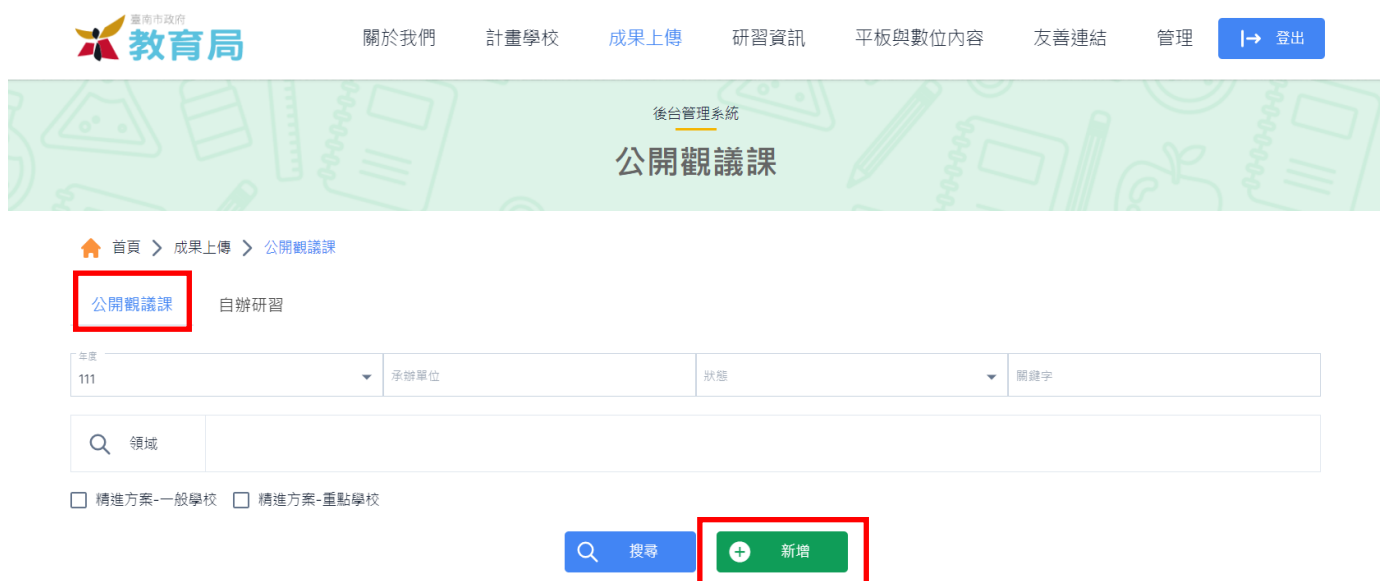 臺南市政府
教育局
關於我們 計畫學校 成果上傳 研習資訊 平板與數位內容 友善連結 管理 登出
後台管理系統
公開觀議課
首頁 成果上傳 公開觀議課
公開觀議課 自辦研習
年度
111 承辦單位 狀態 關鍵字
領域
精進方案-一般學校 精進方案-重點學校
搜尋 新增